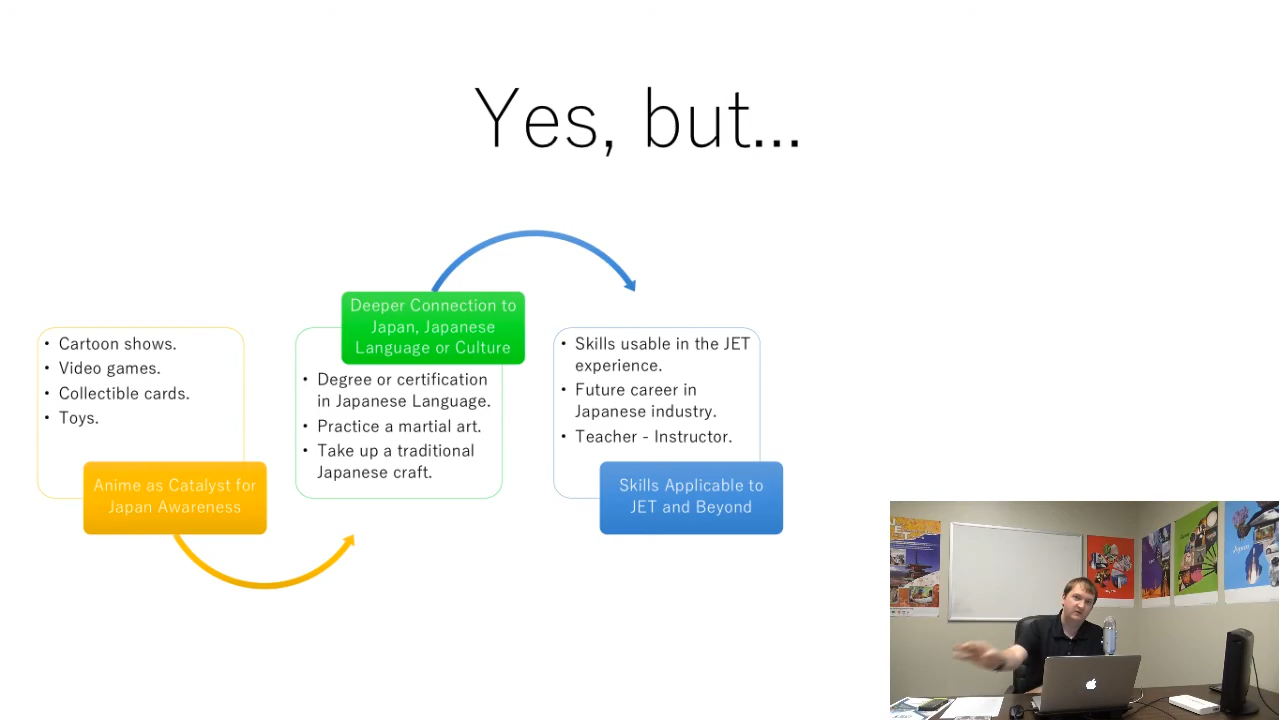 Yes, but...
• Cartoon shows.
• Video games.
• Collectible cards.
• Toys.
Anime as Catalyst for
Japan Awareness
Deeper Connection to
Japan, Japanese
Language or Culture
• Degree or certification
in Japanese Language.
• Practice a martial art.
• Take up a traditional
Japanese craft.
• Skills usable in the JET
experience.
• Future career in
Japanese industry.
• Teacher - Instructor.
Skills Applicable to
JET and Beyond